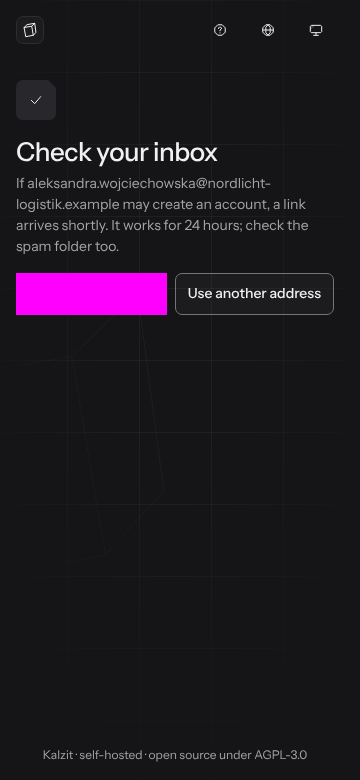 Check your inbox
If aleksandra.wojciechowska@nordlicht-
logistik.example may create an account, a link
arrives shortly. It works for 24 hours; check the
spam folder too.
Use another address
Kalzit · self-hosted · open source under AGPL-3.0